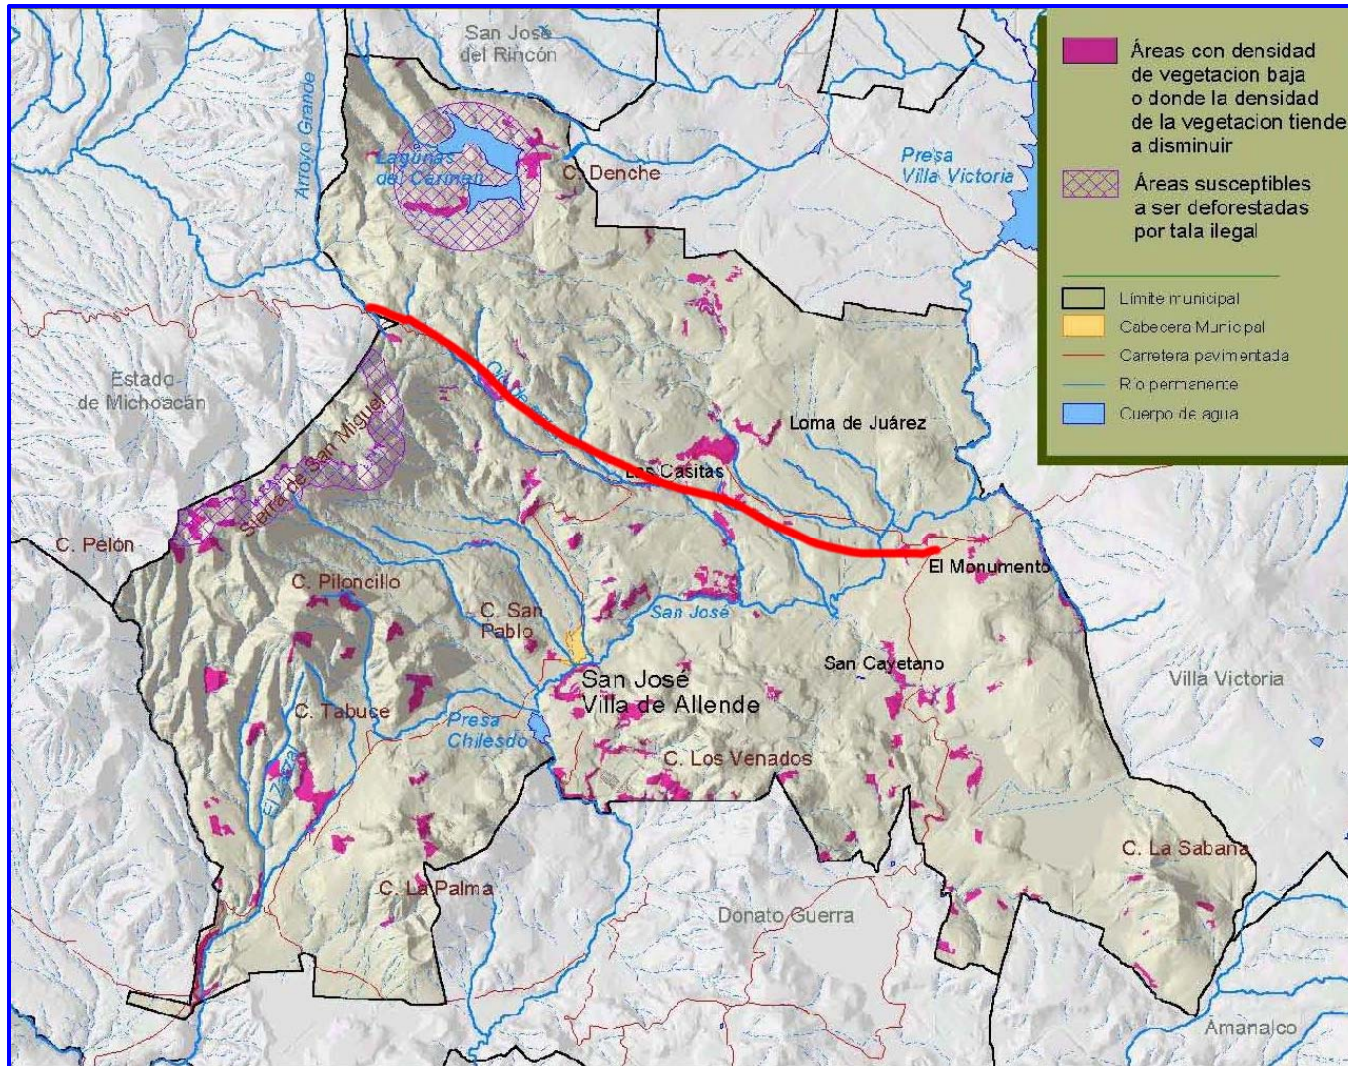 San José
del Rincón
Arroyo Grande
Lagunas
de Carinan
C. Denche
Presa
Villa Victoria
Áreas con densidad
de vegetacion baja
o donde la densidad
de la vegetacion tiende
a disminuir
Áreas susceptibles
a ser deforestadas
por tala ilegal
Límite municipal
Cabecera Municipal
Carretera pavimentada
Río permanente
Cuerpo de agua
Estado
de Michoacán
Sierra de San Miguel
Loma de Juárez
Las Casitas
C. Pelón
El Monumento
C. Piloncillo
C. San
Pablo
San José
San Cayetano
Villa Victoria
San José
Villa de Allende
C. Tabuce
Presa
Chilesdo
C. Los Venados
C. La Sabana
C. La Palma
Donato Guerra
Amanalco